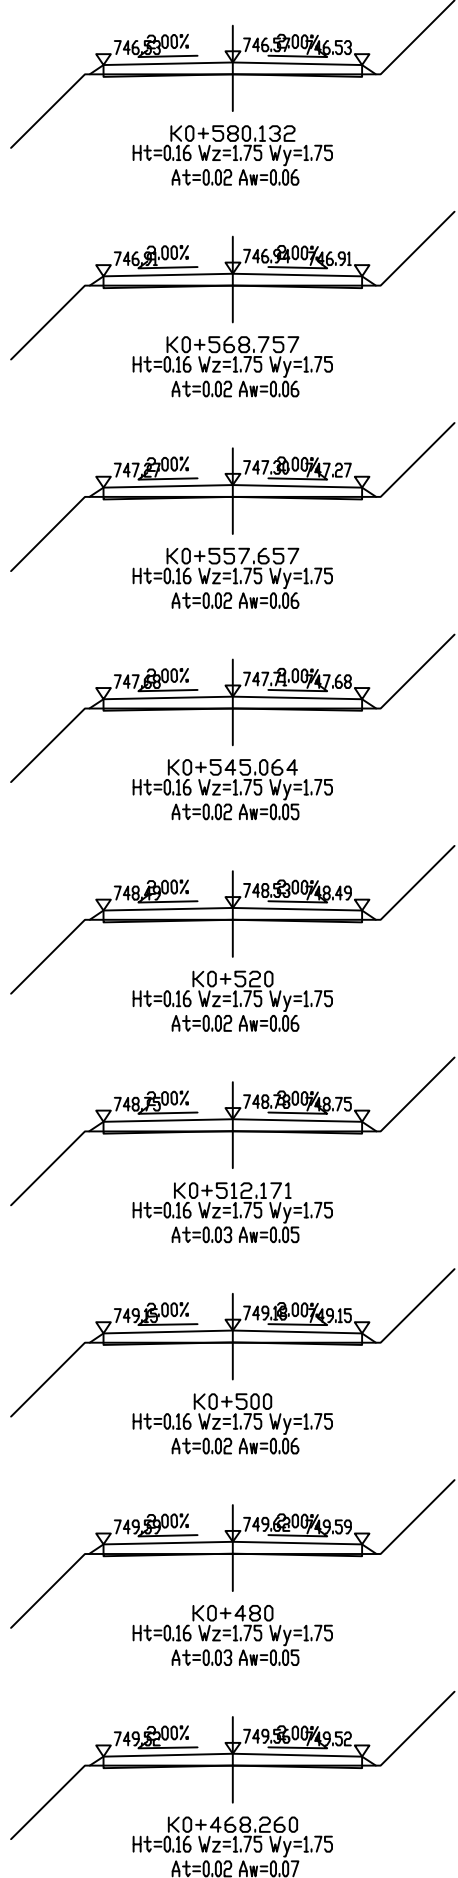 746.53 2.00% 746.57 2.00% 746.53
K0+580.132
Ht=0.16 Wz=1.75 Wy=1.75
At=0.02 Aw=0.06
746.91 2.00% 746.94 2.00% 746.91
K0+568.757
Ht=0.16 Wz=1.75 Wy=1.75
At=0.02 Aw=0.06
747.27 2.00% 747.30 2.00% 747.27
K0+557.657
Ht=0.16 Wz=1.75 Wy=1.75
At=0.02 Aw=0.06
747.68 2.00% 747.71 2.00% 747.68
K0+545.064
Ht=0.16 Wz=1.75 Wy=1.75
At=0.02 Aw=0.05
748.49 2.00% 748.53 2.00% 748.49
K0+520
Ht=0.16 Wz=1.75 Wy=1.75
At=0.02 Aw=0.06
748.75 2.00% 748.78 2.00% 748.75
K0+512.171
Ht=0.16 Wz=1.75 Wy=1.75
At=0.03 Aw=0.05
749.15 2.00% 749.18 2.00% 749.15
K0+500
Ht=0.16 Wz=1.75 Wy=1.75
At=0.02 Aw=0.06
749.59 2.00% 749.62 2.00% 749.59
K0+480
Ht=0.16 Wz=1.75 Wy=1.75
At=0.03 Aw=0.05
749.52 2.00% 749.56 2.00% 749.52
K0+468.260
Ht=0.16 Wz=1.75 Wy=1.75
At=0.02 Aw=0.07